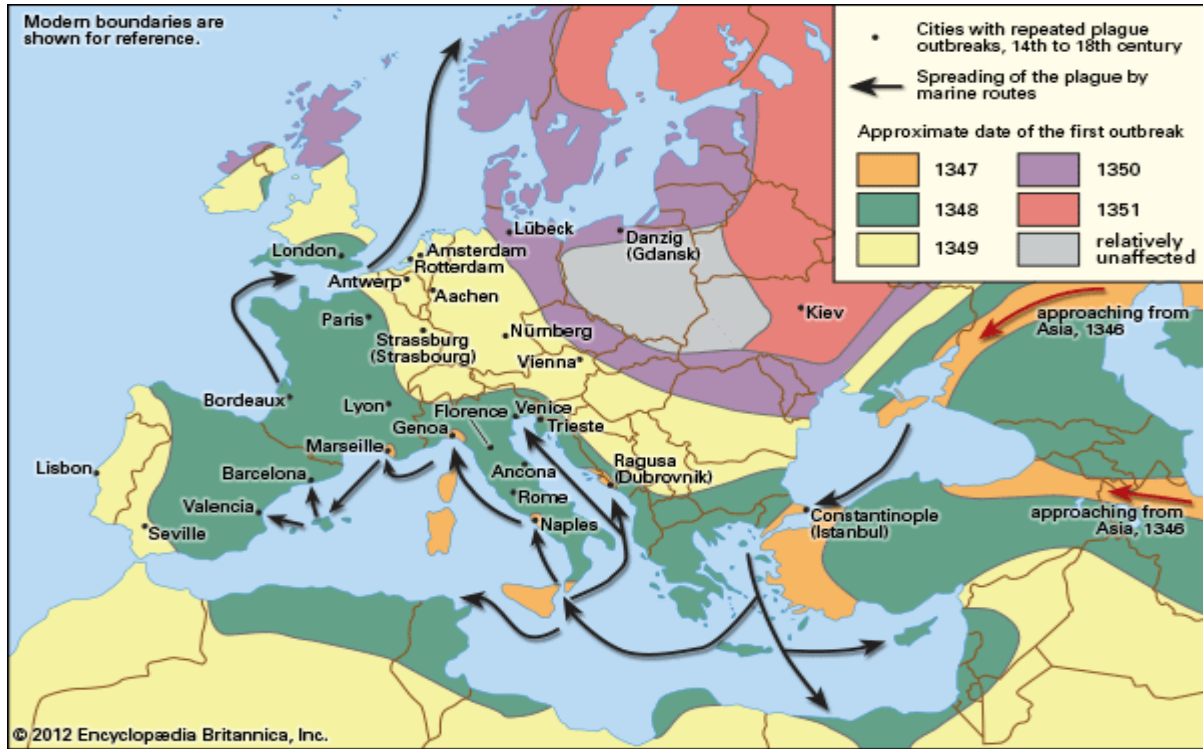 Modern boundaries are
shown for reference.
Cities with repeated plague
outbreaks, 14th to 18th century
Spreading of the plague by
marine routes
Approximate date of the first outbreak
1347
1350
1348
1351
1349
relatively
unaffected
Lübeck
Danzig
(Gdansk)
London
Amsterdam
Rotterdam
Antwerp
Aachen
Kiev
approaching from
Asia, 1346
Paris
Strassburg
(Strasbourg)
Nürnberg
Vienna
Bordeaux
Lyon
Florence
Venice
Trieste
Genoa
Marseille
Lisbon
Barcelona
Ancona
Ragusa
(Dubrovnik)
Valencia
Rome
Seville
Naples
Constantinople
(Istanbul)
approaching from
Asia, 1346
© 2012 Encyclopædia Britannica, Inc.